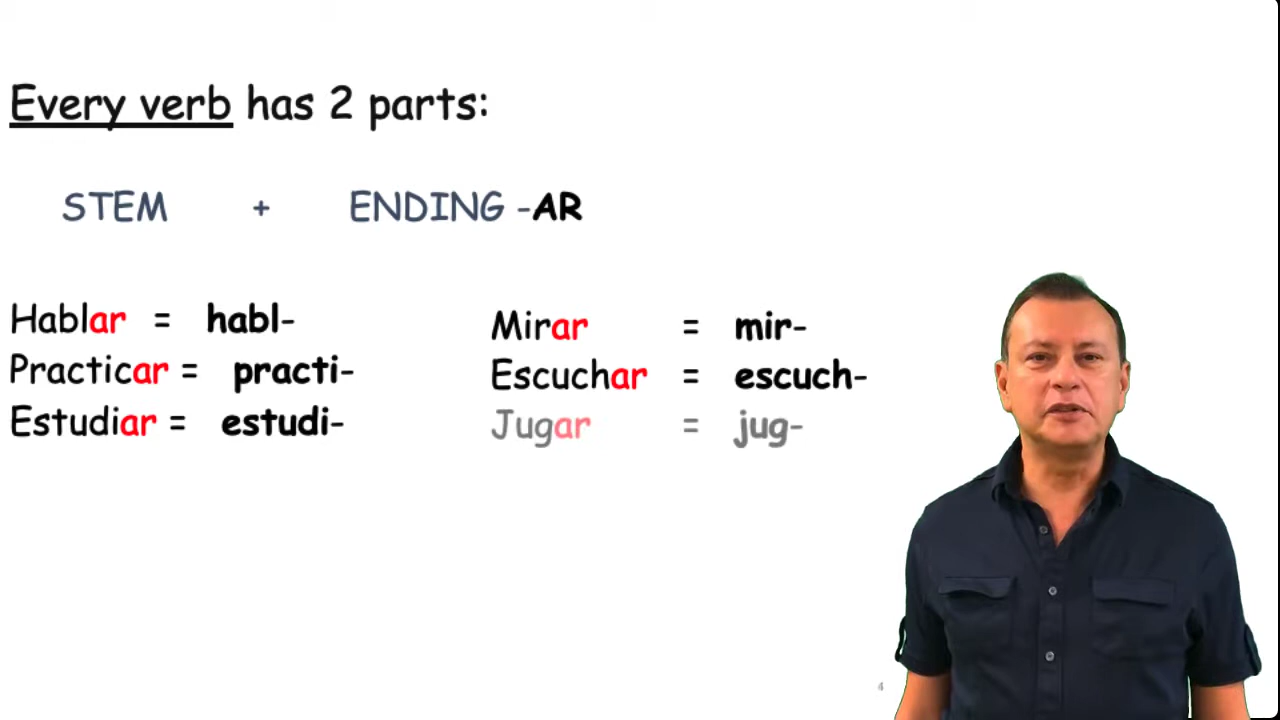 Every verb has 2 parts:
STEM + ENDING -AR
Hablar = habl-
Practicar = practi-
Estudiar = estudi-
Mirar = mir-
Escuchar = escuch-
Jugar = jug-
4